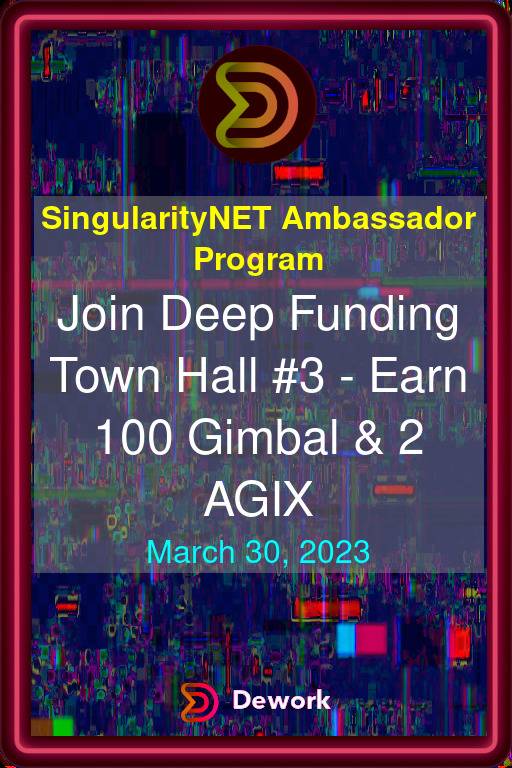 SingularityNET Ambassador
Program
Join Deep Funding
Town Hall #3 - Earn
100 Gimbal & 2
AGIX
March 30, 2023
Dework